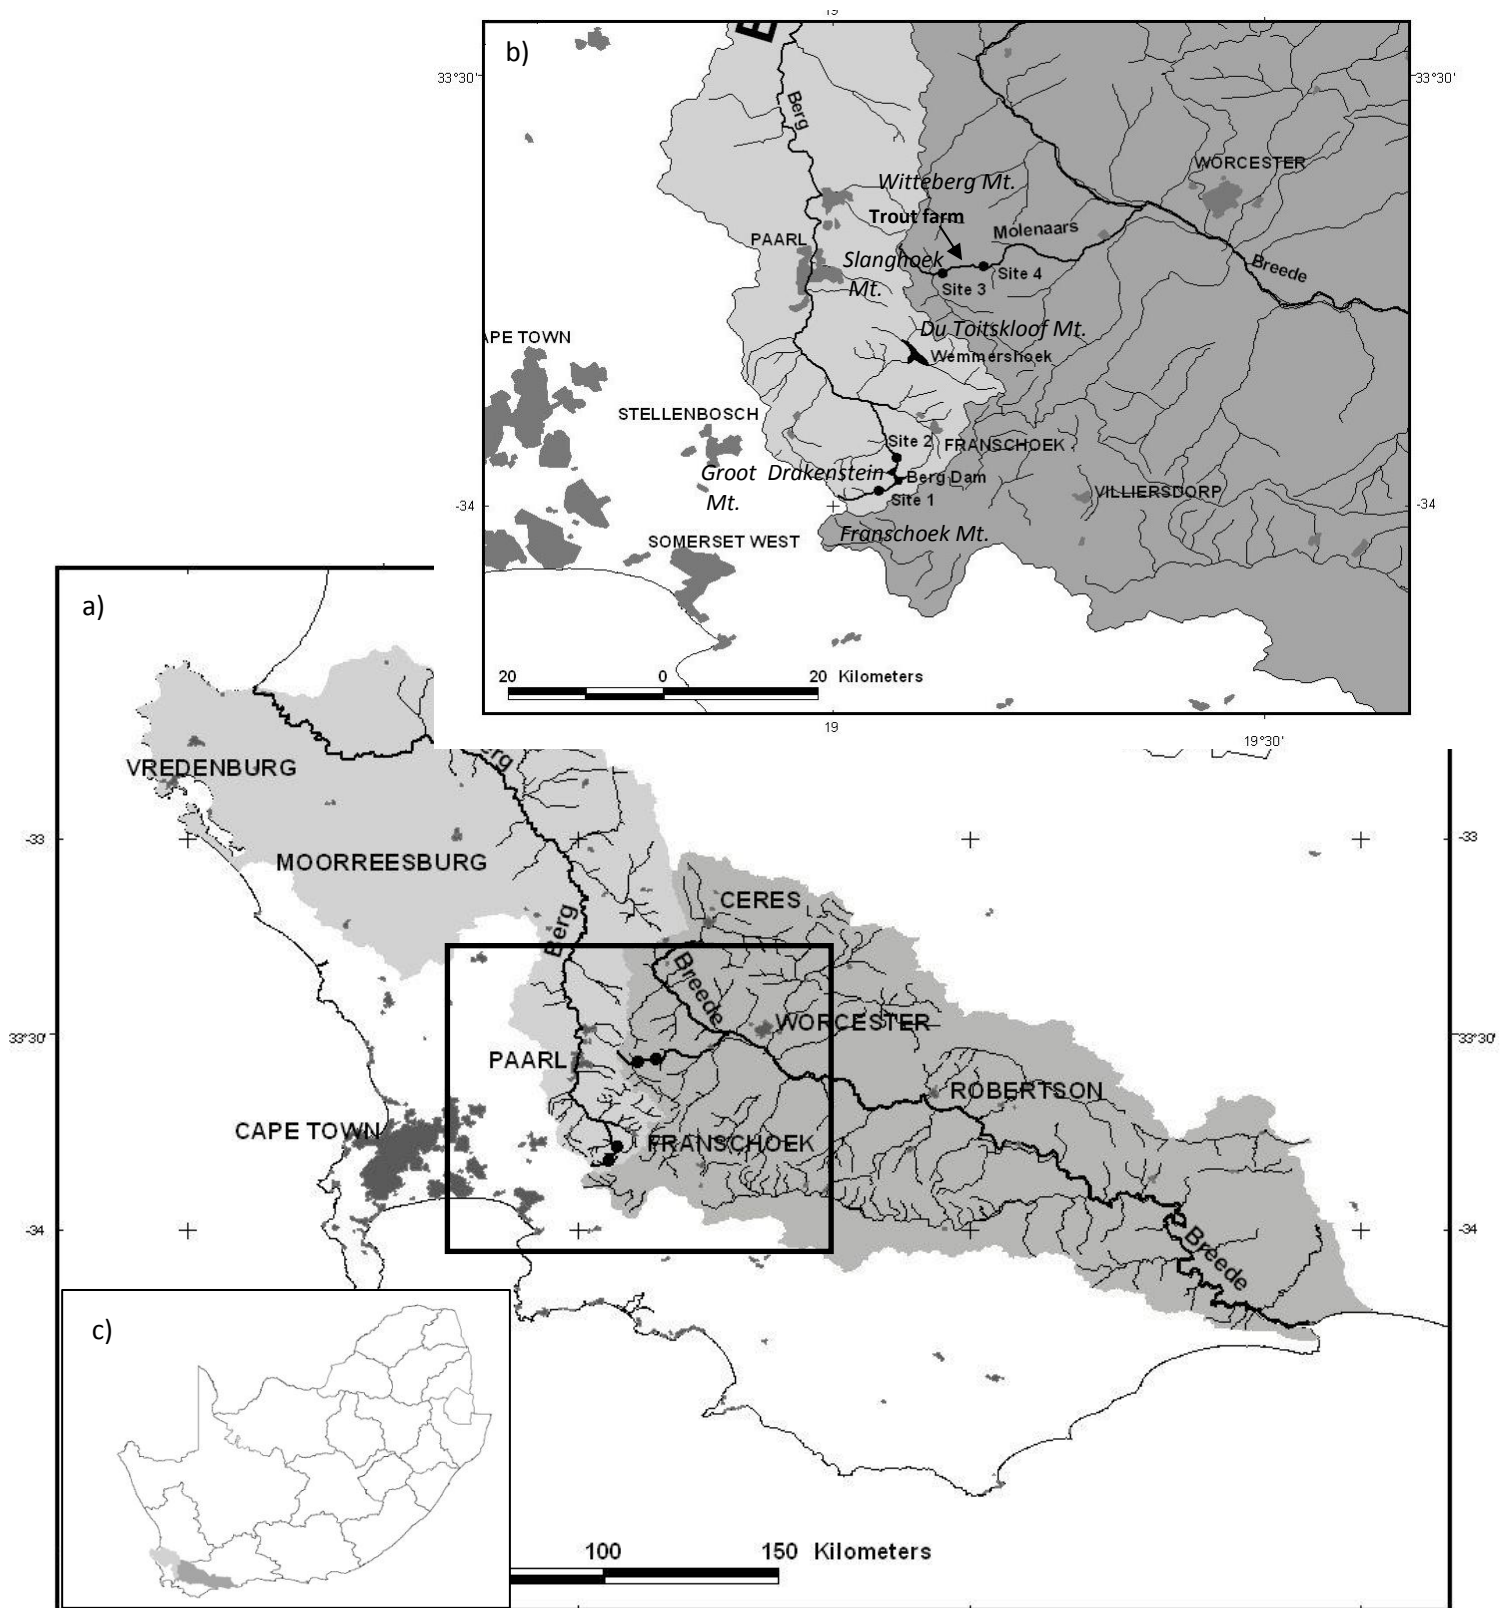 19
b)
33°30'
33°30'
Berg
WORCESTER
Witteberg Mt.
Trout farm
Molenaars
PAARL
Slanghoek
Mt.
Site 3
Site 4
Breede
Du Toitskloof Mt.
Wemmershoek
APE TOWN
STELLENBOSCH
Site 2
FRANSCHOEK
Groot Drakenstein
Mt.
Berg Dam
Site 1
VILLIERSDORP
-34
-34
Franschoek Mt.
SOMERSET WEST
20 0 20 Kilometers
19
19°30'
a)
erg
VREDENBURG
-33
-33
MOORREESBURG
CERES
Berg
Breede
WORCESTER
33°30'
33°30'
PAARL
ROBERTSON
CAPE TOWN
FRANSCHOEK
-34
-34
Breede
c)
100 150 Kilometers